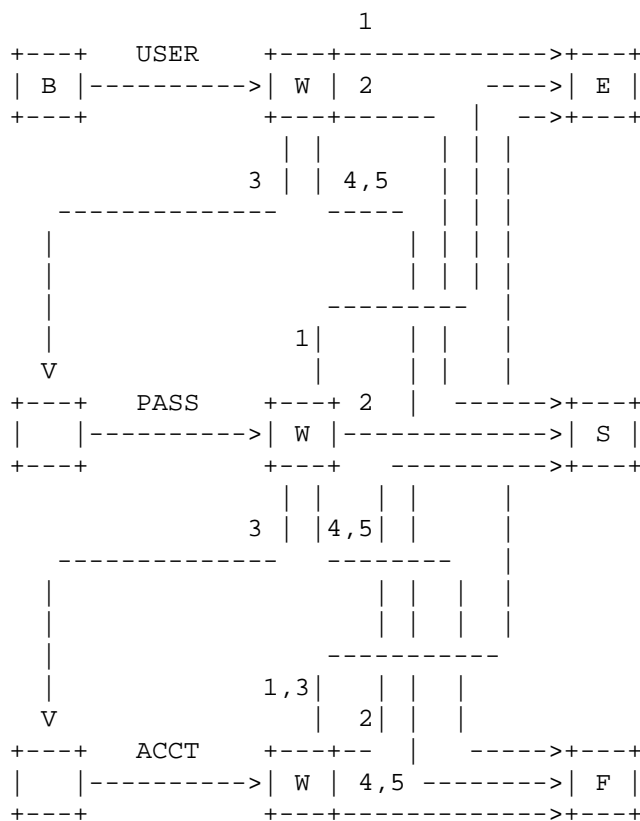 1
USER
B W 2 E
3 4,5
1
PASS 2
W S
3 4,5
1,3
2
ACCT
W 4,5 F
V
V